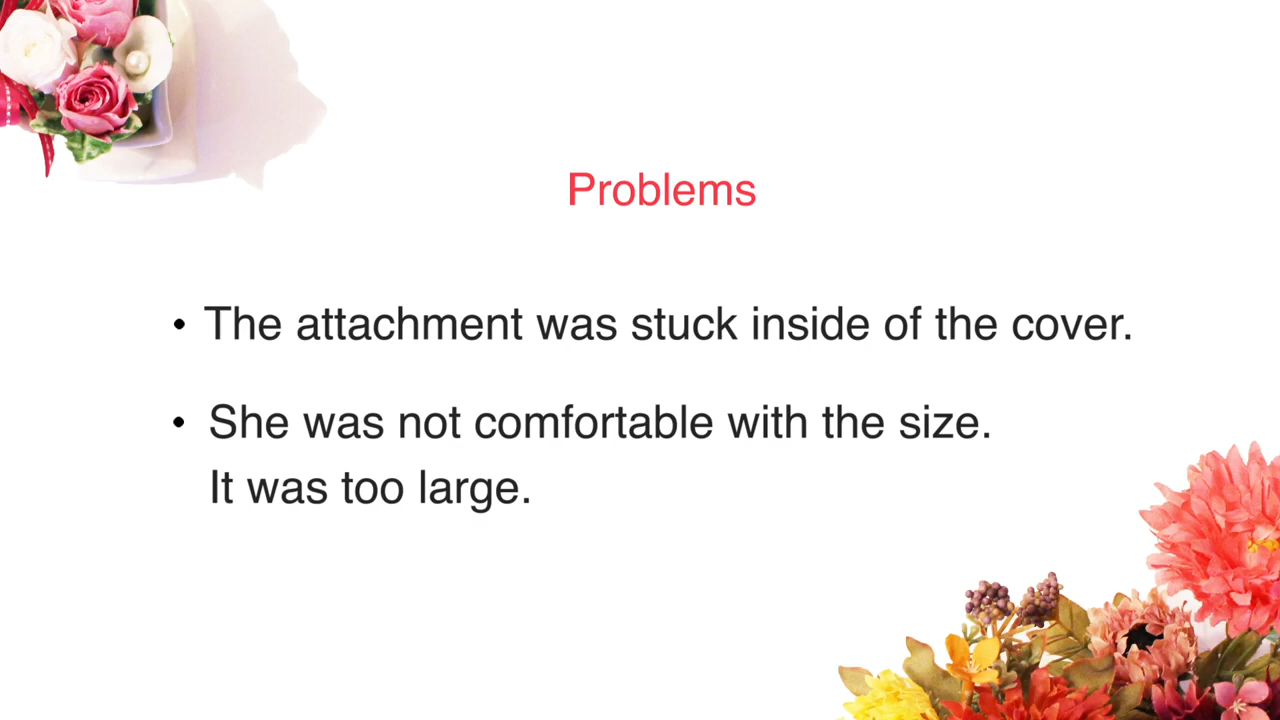 Problems
• The attachment was stuck inside of the cover.
• She was not comfortable with the size.
It was too large.